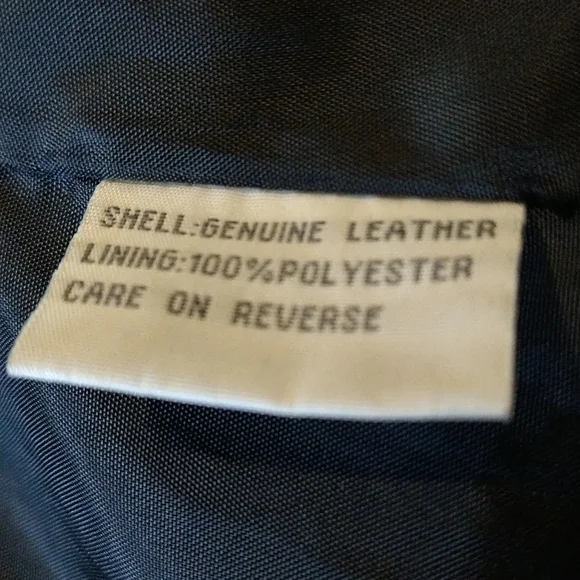 SHELL:GENUINE LEATHER
LINING:100%POLYESTER
CARE ON REVERSE